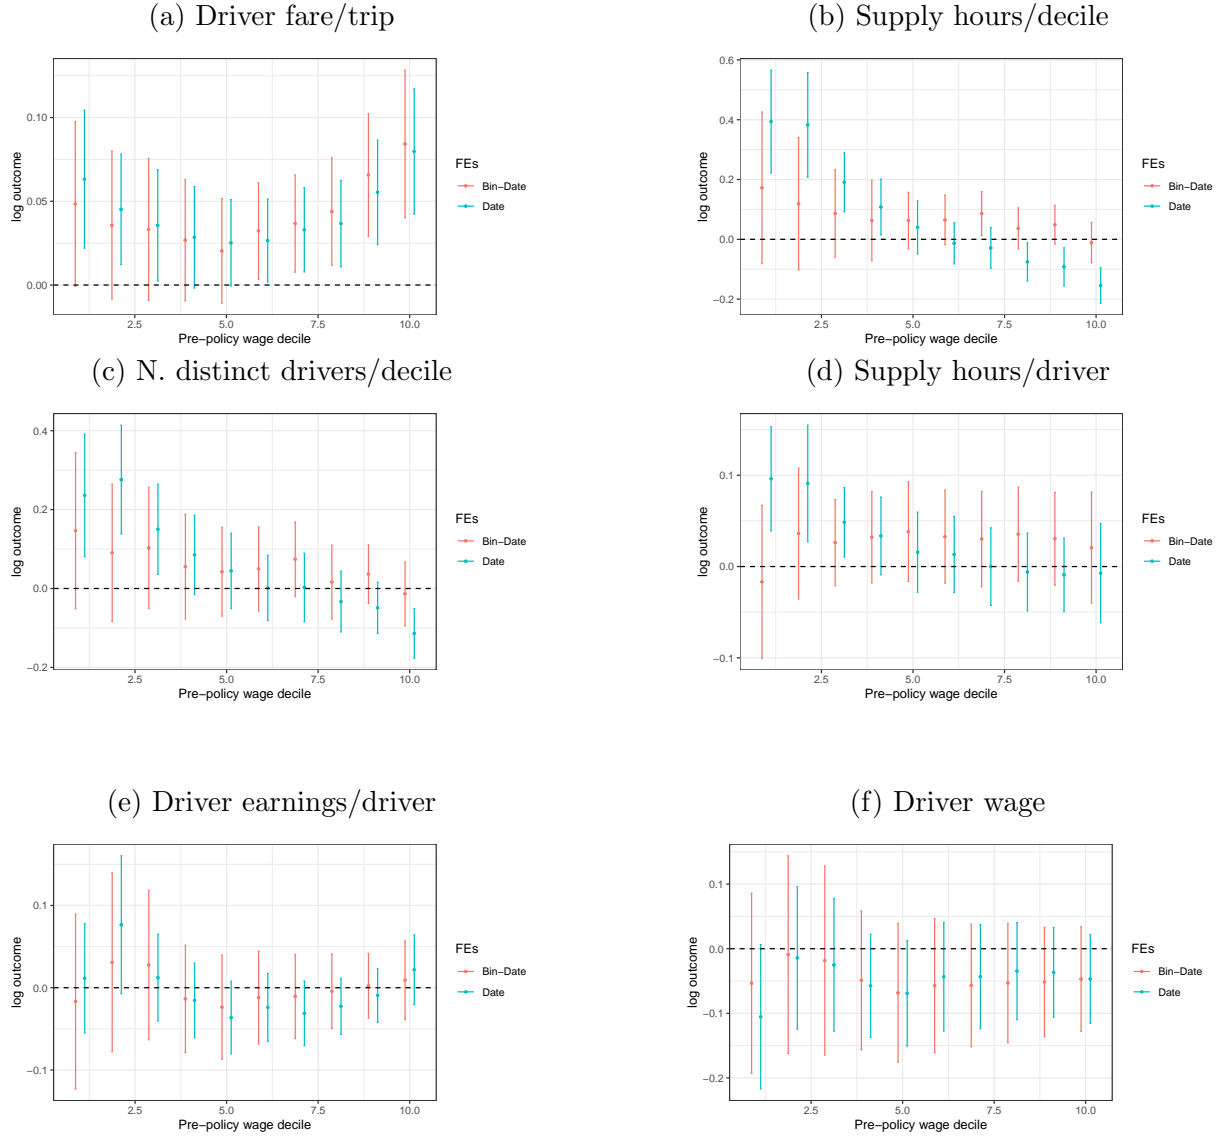 (a) Driver fare/trip
log outcome
0.10
0.05
0.00
2.5 5.0 7.5 10.0
Pre−policy wage decile
FEs
Bin−Date
Date
(b) Supply hours/decile
log outcome
0.6
0.4
0.2
0.0
−0.2
2.5 5.0 7.5 10.0
Pre−policy wage decile
FEs
Bin−Date
Date
(c) N. distinct drivers/decile
log outcome
0.4
0.2
0.0
−0.2
2.5 5.0 7.5 10.0
Pre−policy wage decile
FEs
Bin−Date
Date
(d) Supply hours/driver
log outcome
0.1
0.0
−0.1
2.5 5.0 7.5 10.0
Pre−policy wage decile
FEs
Bin−Date
Date
(e) Driver earnings/driver
log outcome
0.1
0.0
−0.1
2.5 5.0 7.5 10.0
Pre−policy wage decile
FEs
Bin−Date
Date
(f) Driver wage
log outcome
0.1
0.0
−0.1
−0.2
2.5 5.0 7.5 10.0
Pre−policy wage decile
FEs
Bin−Date
Date